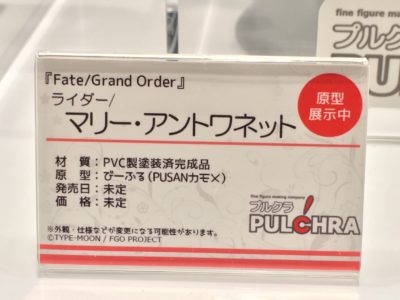 fine figure making
プルクラ
PU
『Fate/Grand Order』
ライダー/
マリー・アントワネット
原型
展示中
材　質：PVC製塗装済完成品
原　型：ぴーふる(PUSANカモ×)
発売日：未定
価　格：未定
※外観・仕様などが変更になる可能性があります。
©TYPE-MOON / FGO PROJECT
fine figure making company
プルクラ
PULCHRA